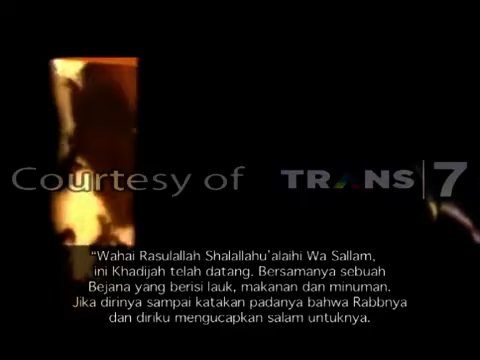 Courtesy of TRANS|7
“Wahai Rasulallah Shalallahu'alaihi Wa Sallam,
ini Khadijah telah datang. Bersamanya sebuah
Bejana yang berisi lauk, makanan dan minuman.
Jika dirinya sampai katakan padanya bahwa Rabbnya
dan diriku mengucapkan salam untuknya.